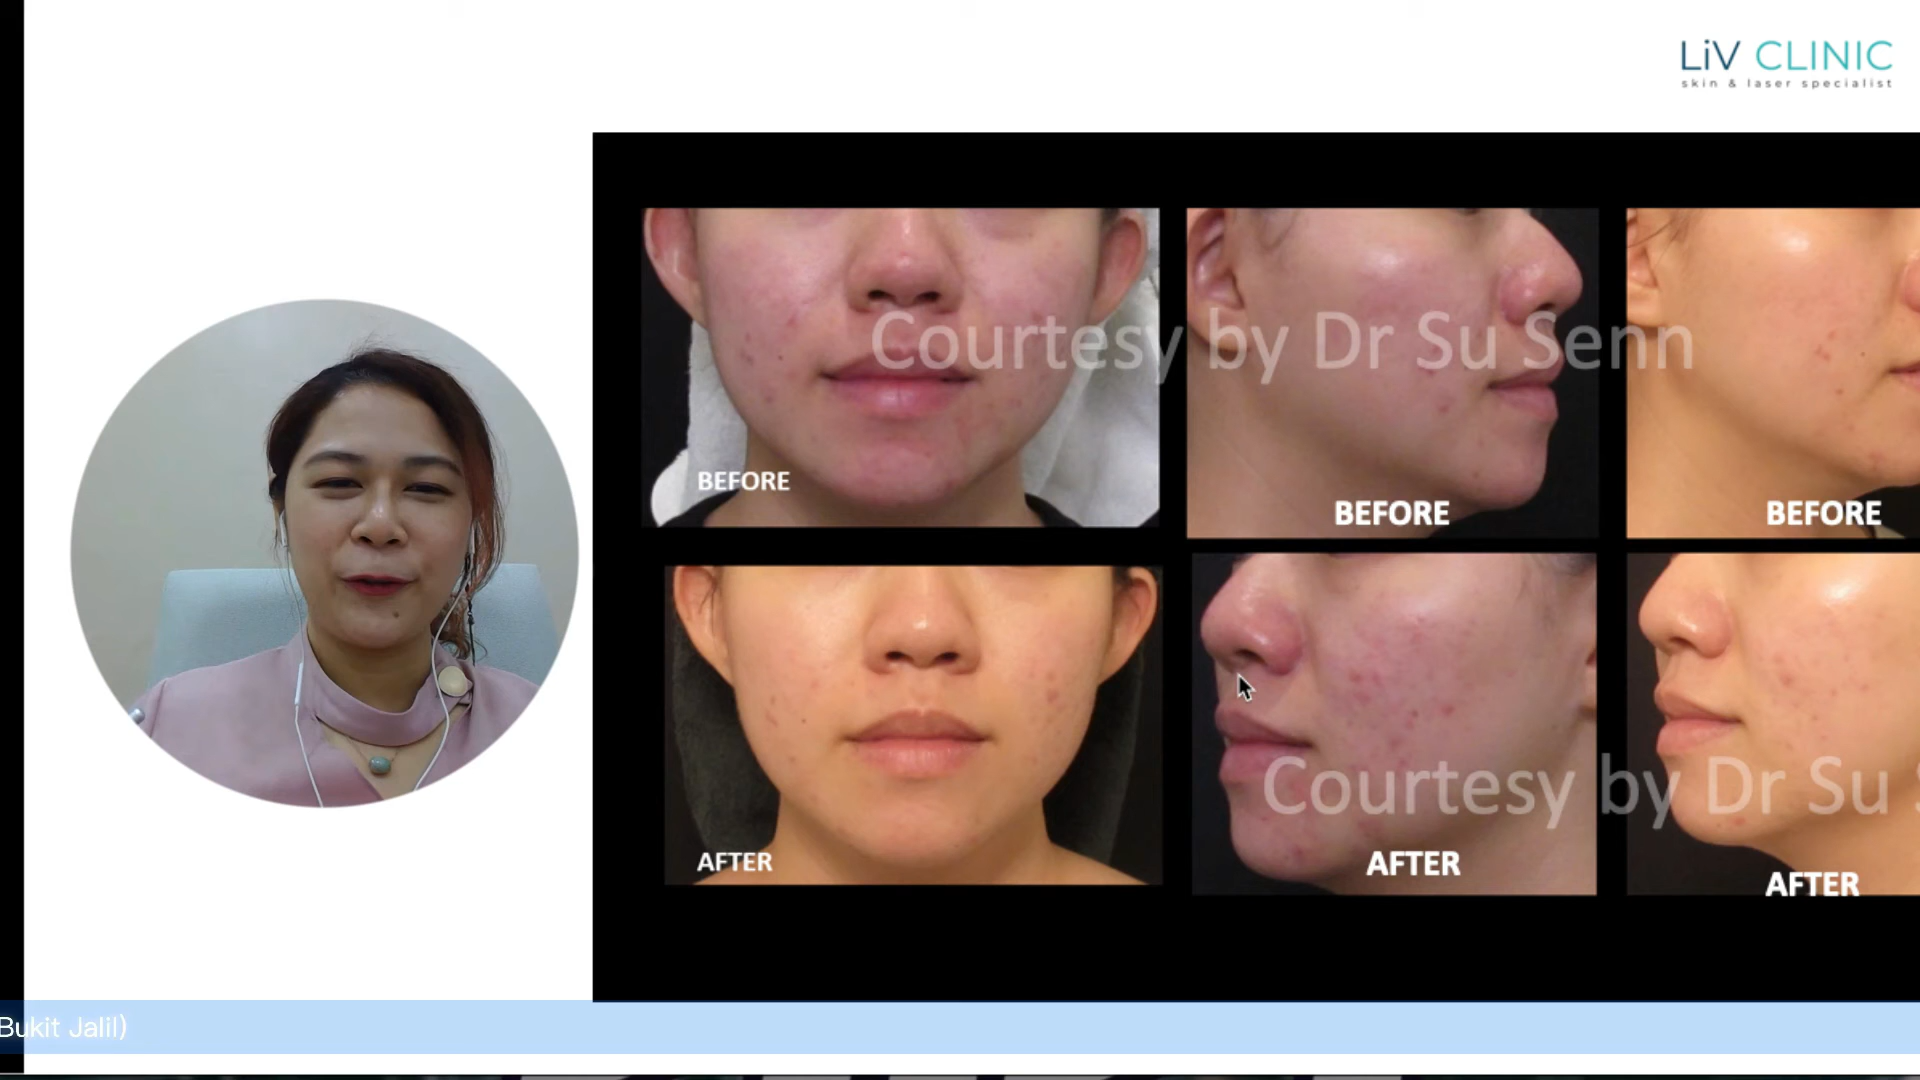 LiV CLINIC
skin & laser specialist
Courtesy by Dr Su Senn
BEFORE
BEFORE
BEFORE
Courtesy by Dr Su
AFTER
AFTER
AFTER
Bukit Jalil)